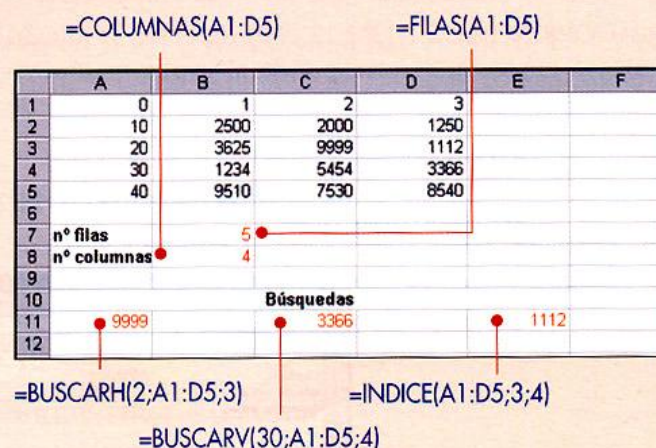 =COLUMNAS(A1:D5) =FILAS(A1:D5)
A B C D E F
1 0 1 2 3
2 10 2500 2000 1250
3 20 3625 9999 1112
4 30 1234 5454 3366
5 40 9510 7530 8540
6
7 nº filas 5
8 nº columnas 4
9
10 Búsquedas
11 9999 3366 1112
12
=BUSCARH(2;A1:D5;3) =INDICE(A1:D5;3;4)
=BUSCARV(30;A1:D5;4)